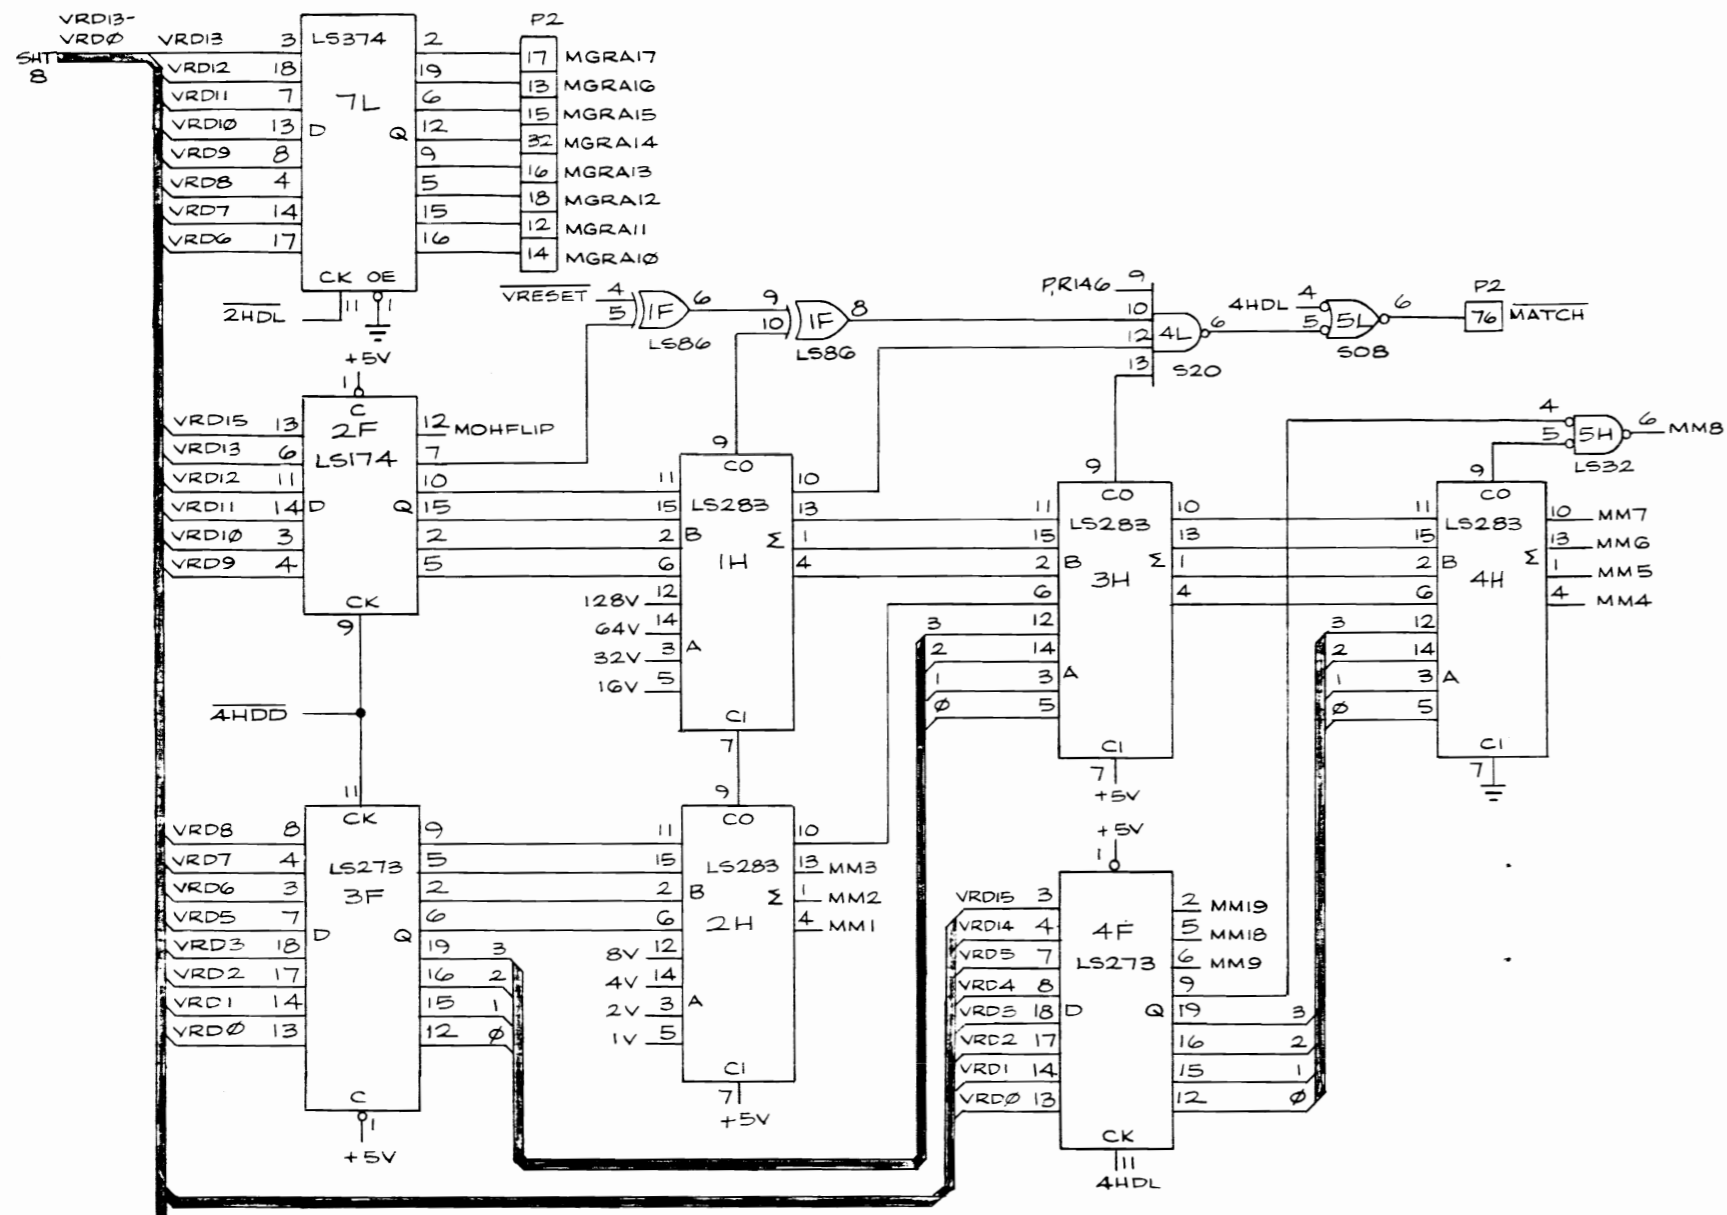 VRD13-
VRDØ
SHT
8
VRD13 3 LS374 2 17 MGRA17
P2
VRD12 18 19 13 MGRA16
VRD11 7 7L 6 15 MGRA15
VRD1Ø 13 D Q 12 32 MGRA14
VRD9 8 9 16 MGRA13
VRD8 4 5 18 MGRA12
VRD7 14 15 12 MGRA11
VRD6 17 16 14 MGRA1Ø
CK OE
2HDL 11 1
+5V
1
C
VRD15 13 2F 12 MOHFLIP
VRD13 6 LS174 7
VRD12 11 10
VRD11 14 D Q 15
VRD1Ø 3 2
VRD9 4 5
CK
9
4HDD
11
CK
VRD8 8 9
VRD7 4 LS273 5
VRD6 3 3F 2
VRD5 7 D Q 6
VRD3 18 19 3
VRD2 17 16 2
VRD1 14 15 1
VRDØ 13 12 Ø
C
1
+5V
VRESET 4
5 1F 6
LS86
9
10 1F 8
LS86
PR146 9
10
12 4L 6
13 S20
4HDL 4
5 5L 6
S08
P2
76 MATCH
9
CO
11 LS283 10
15 13
2 B Σ 1
6 1H 4
128V 12
64V 14
32V 3 A
16V 5
CI
7
9
CO
11 10
15 LS283 13 MM3
2 B Σ 1 MM2
6 2H 4 MM1
8V 12
4V 14
2V 3 A
1V 5
CI
7
+5V
9
CO
11 LS283 10
15 13
2 B Σ 1
6 3H 4
3 12
2 14
1 3 A
Ø 5
CI
7
+5V
4
5 5H 6 MM8
LS32
9
CO
11 LS283 10 MM7
15 13 MM6
2 B Σ 1 MM5
6 4H 4 MM4
3 12
2 14
1 3 A
Ø 5
CI
7
+5V
1
VRD15 3 2 MM19
VRD14 4 4F 5 MM18
VRD5 7 LS273 6 MM9
VRD4 8 9
VRD3 18 D Q 19 3
VRD2 17 16 2
VRD1 14 15 1
VRDØ 13 12 Ø
CK
11
4HDL